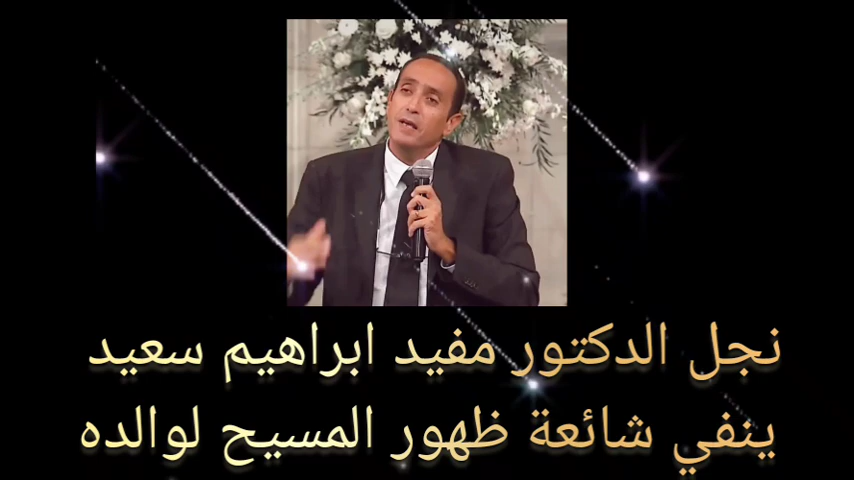 نجل الدكتور مفيد ابراهيم سعيد
ينفي شائعة ظهور المسيح لوالده